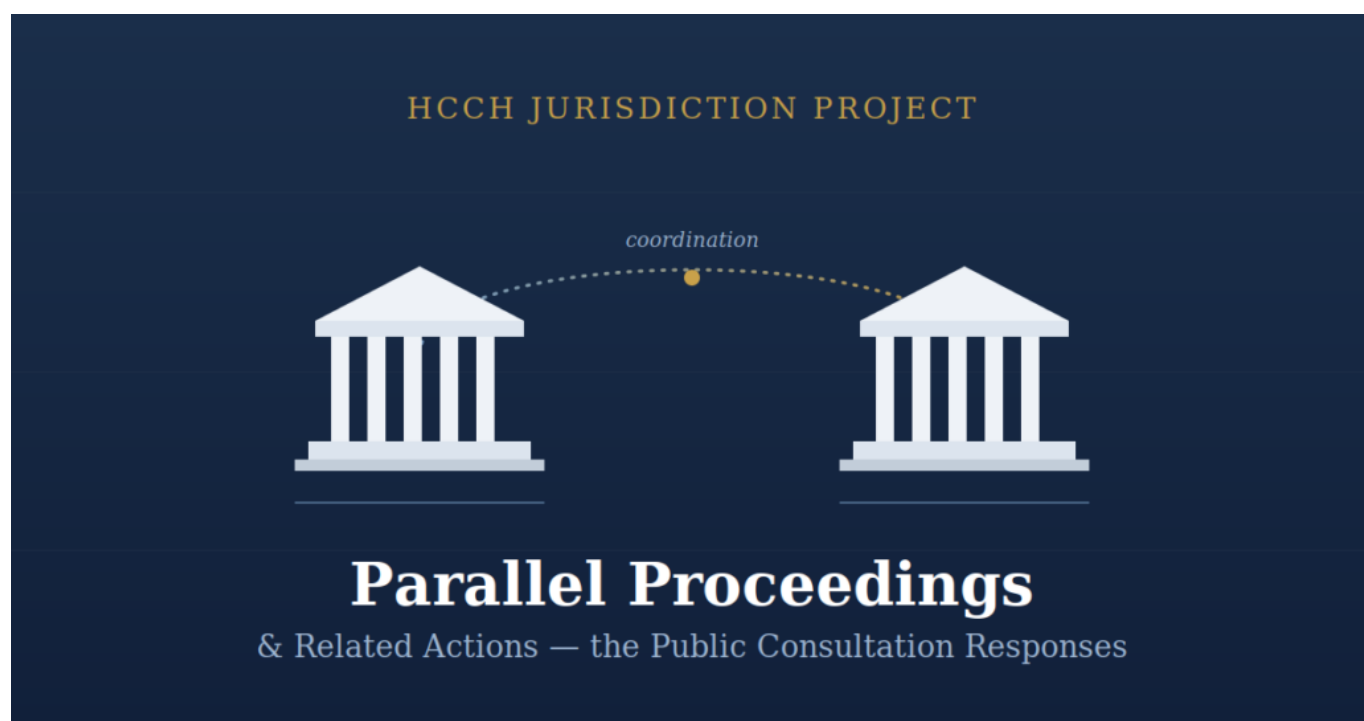 HCCH JURISDICTION PROJECT
coordination
Parallel Proceedings
& Related Actions — the Public Consultation Responses